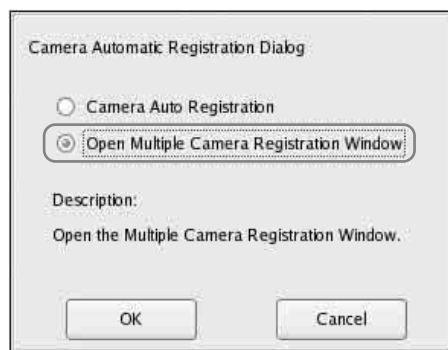 Camera Automatic Registration Dialog
Camera Auto Registration
Open Multiple Camera Registration Window
Description:
Open the Multiple Camera Registration Window.
OK
Cancel